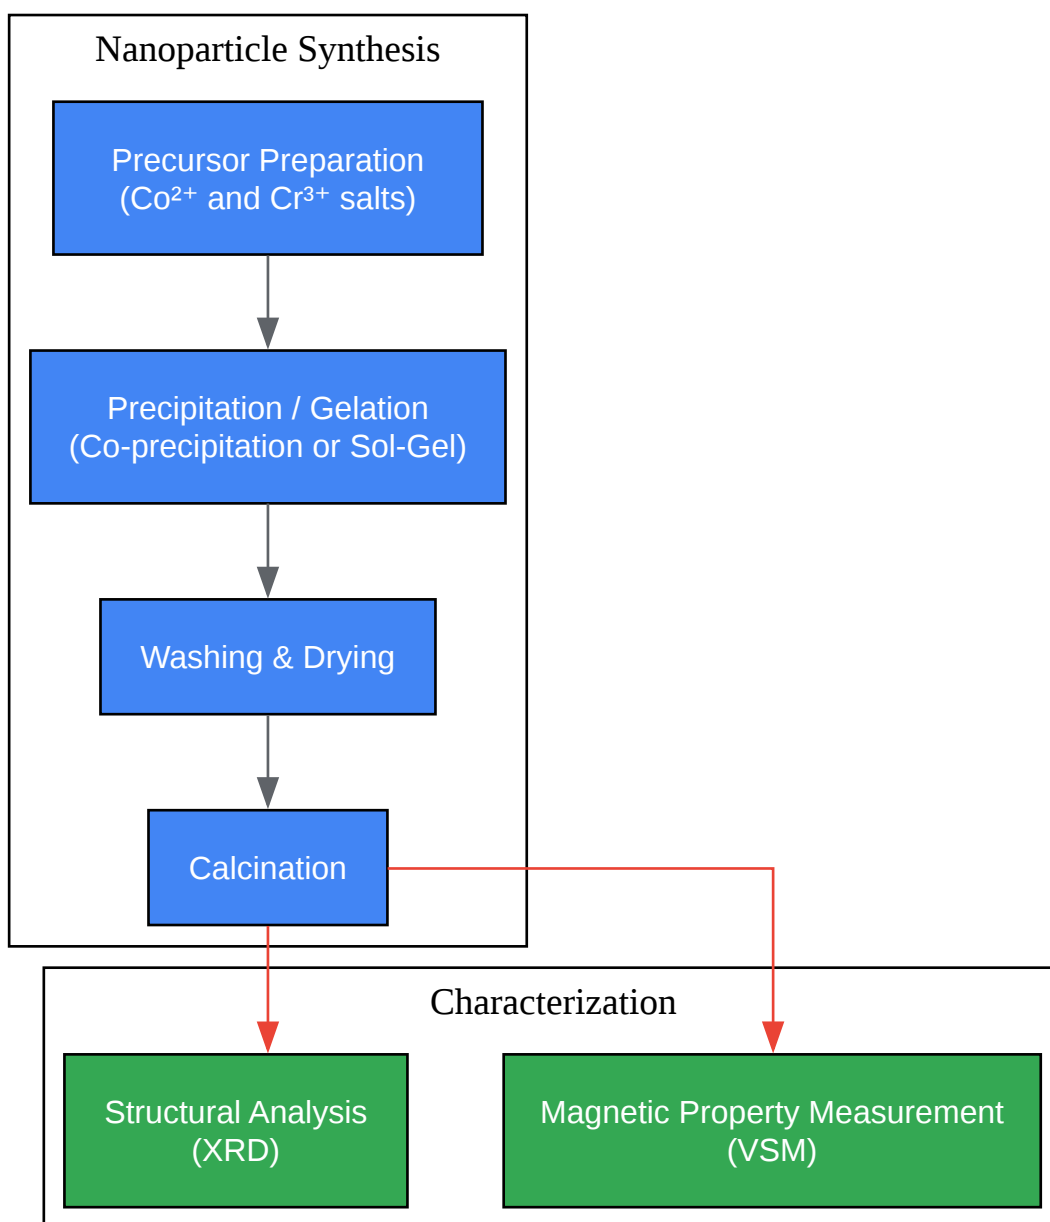 Nanoparticle Synthesis
Precursor Preparation
(Co²⁺ and Cr³⁺ salts)
Precipitation / Gelation
(Co-precipitation or Sol-Gel)
Washing & Drying
Calcination
Characterization
Structural Analysis
(XRD)
Magnetic Property Measurement
(VSM)